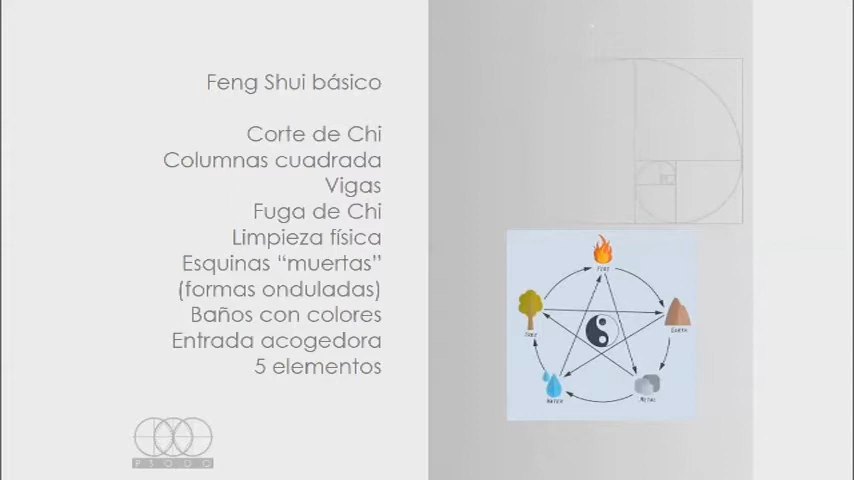 Feng Shui básico
Corte de Chi
Columnas cuadrada
Vigas
Fuga de Chi
Limpieza física
Esquinas “muertas”
(formas onduladas)
Baños con colores
Entrada acogedora
5 elementos
FIRE
TREE
EARTH
WATER
METAL